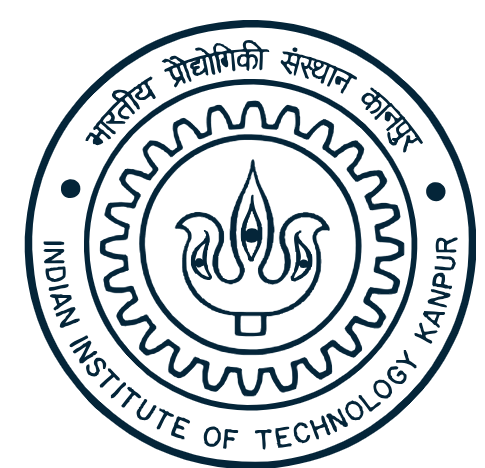 भारतीय प्रौद्योगिकी संस्थान कानपुर
INDIAN INSTITUTE OF TECHNOLOGY KANPUR